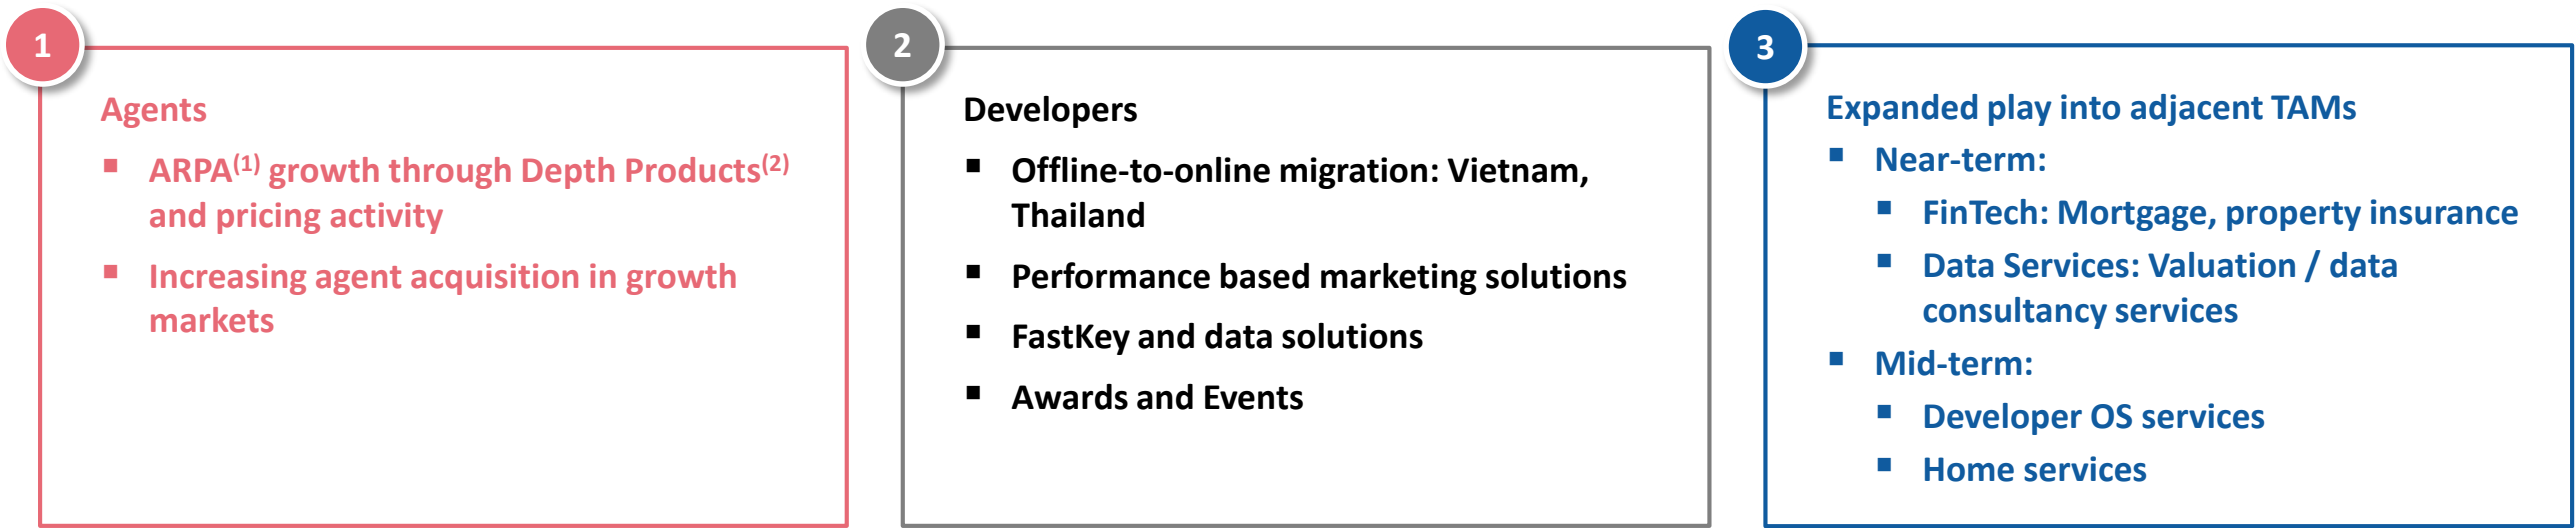 1
Agents
▪ ARPA(1) growth through Depth Products(2)
and pricing activity
▪ Increasing agent acquisition in growth
markets
2
Developers
▪ Offline-to-online migration: Vietnam,
Thailand
▪ Performance based marketing solutions
▪ FastKey and data solutions
▪ Awards and Events
3
Expanded play into adjacent TAMs
▪ Near-term:
▪ FinTech: Mortgage, property insurance
▪ Data Services: Valuation / data
consultancy services
▪ Mid-term:
▪ Developer OS services
▪ Home services